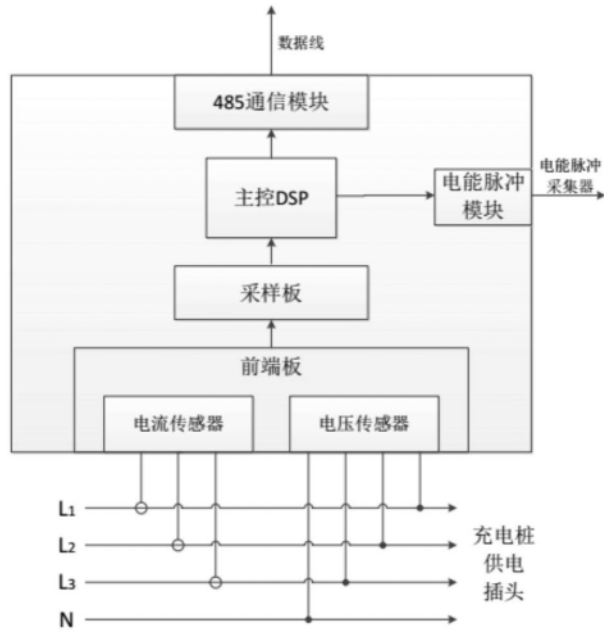 数据线
485通信模块
主控DSP
电能脉冲
模块
电能脉冲
采集器
采样板
前端板
电流传感器
电压传感器
L1
L2
L3
N
充电桩
供电
插头